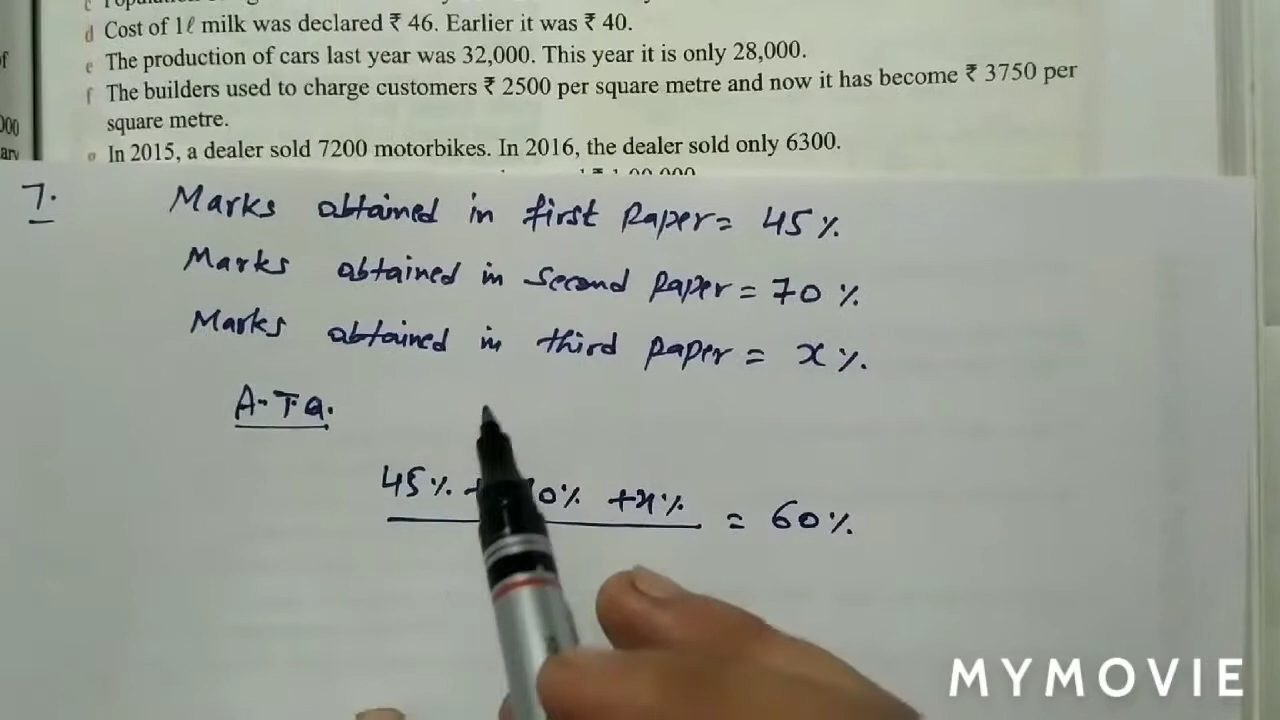 d Cost of 1ℓ milk was declared ₹ 46. Earlier it was ₹ 40.
e The production of cars last year was 32,000. This year it is only 28,000.
f The builders used to charge customers ₹ 2500 per square metre and now it has become ₹ 3750 per
square metre.
In 2015, a dealer sold 7200 motorbikes. In 2016, the dealer sold only 6300.
7. Marks obtained in first Paper = 45 %
Marks obtained in second Paper = 70 %
Marks obtained in third paper = x %.
A.T.Q.
45% + 0% + x% = 60%
MYMOVIE